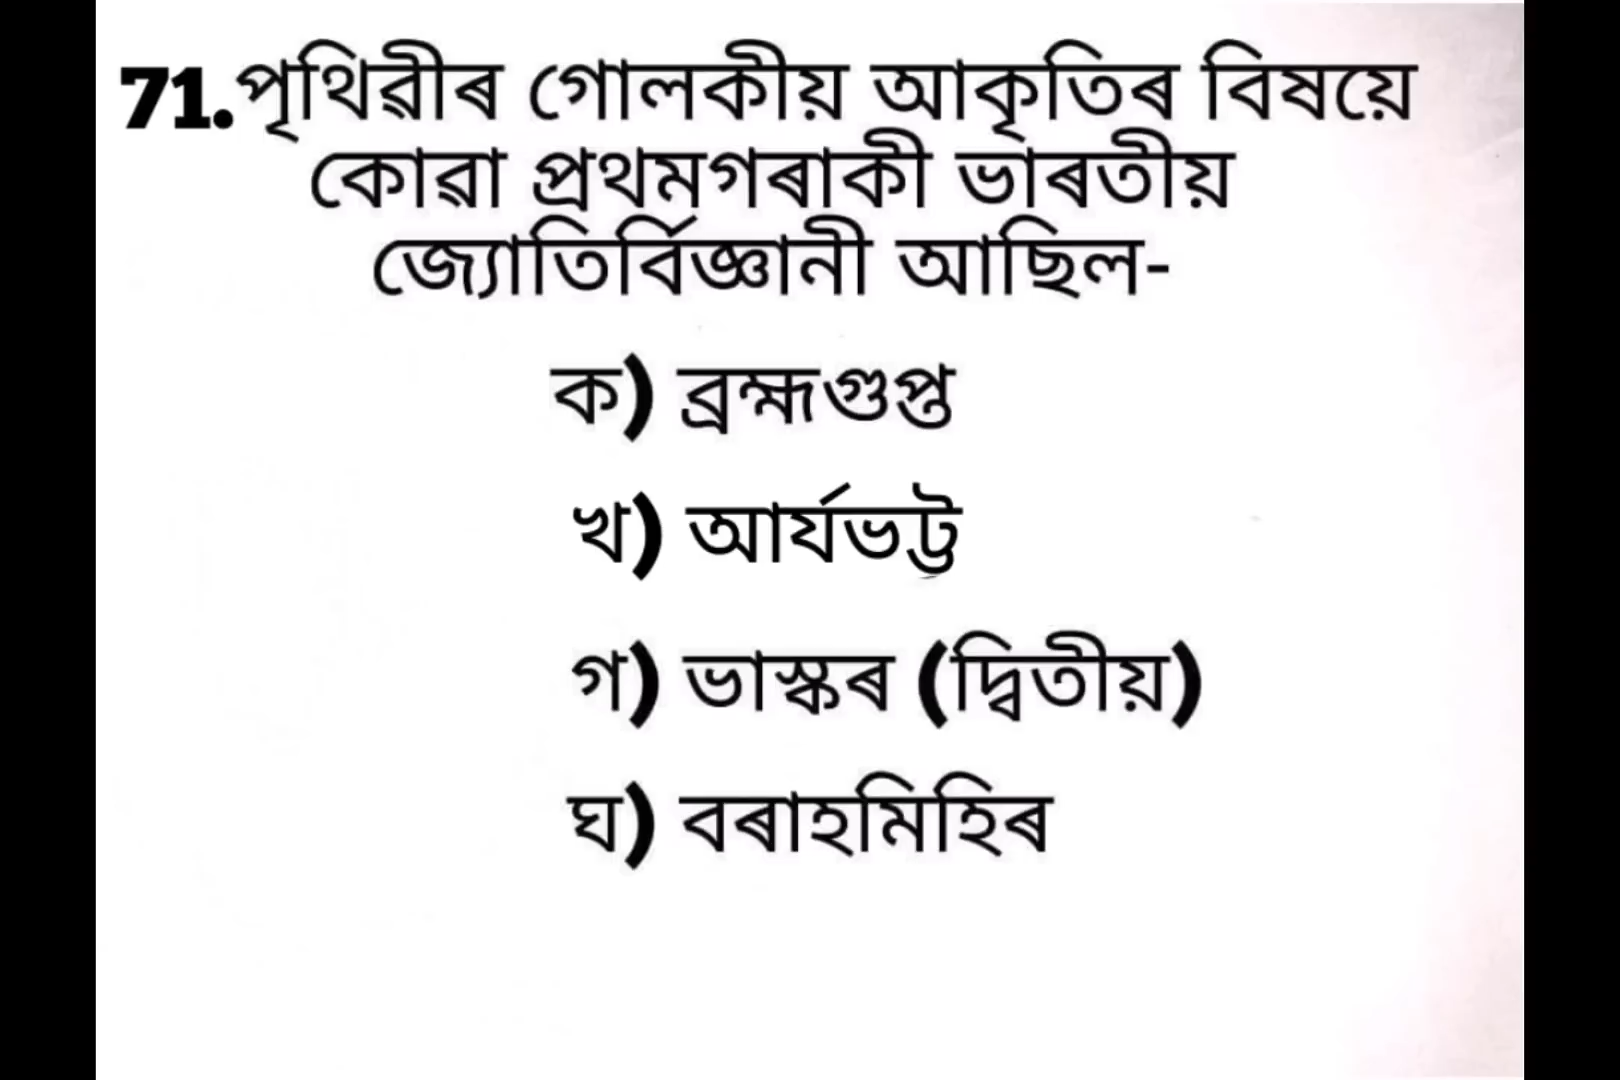 71.পৃথিৱীৰ গোলকীয় আকৃতিৰ বিষয়ে
কোৱা প্ৰথমগৰাকী ভাৰতীয়
জ্যোতিৰ্বিজ্ঞানী আছিল-
ক) ব্ৰহ্মগুপ্ত
খ) আৰ্যভট্ট
গ) ভাস্কৰ (দ্বিতীয়)
ঘ) বৰাহমিহিৰ